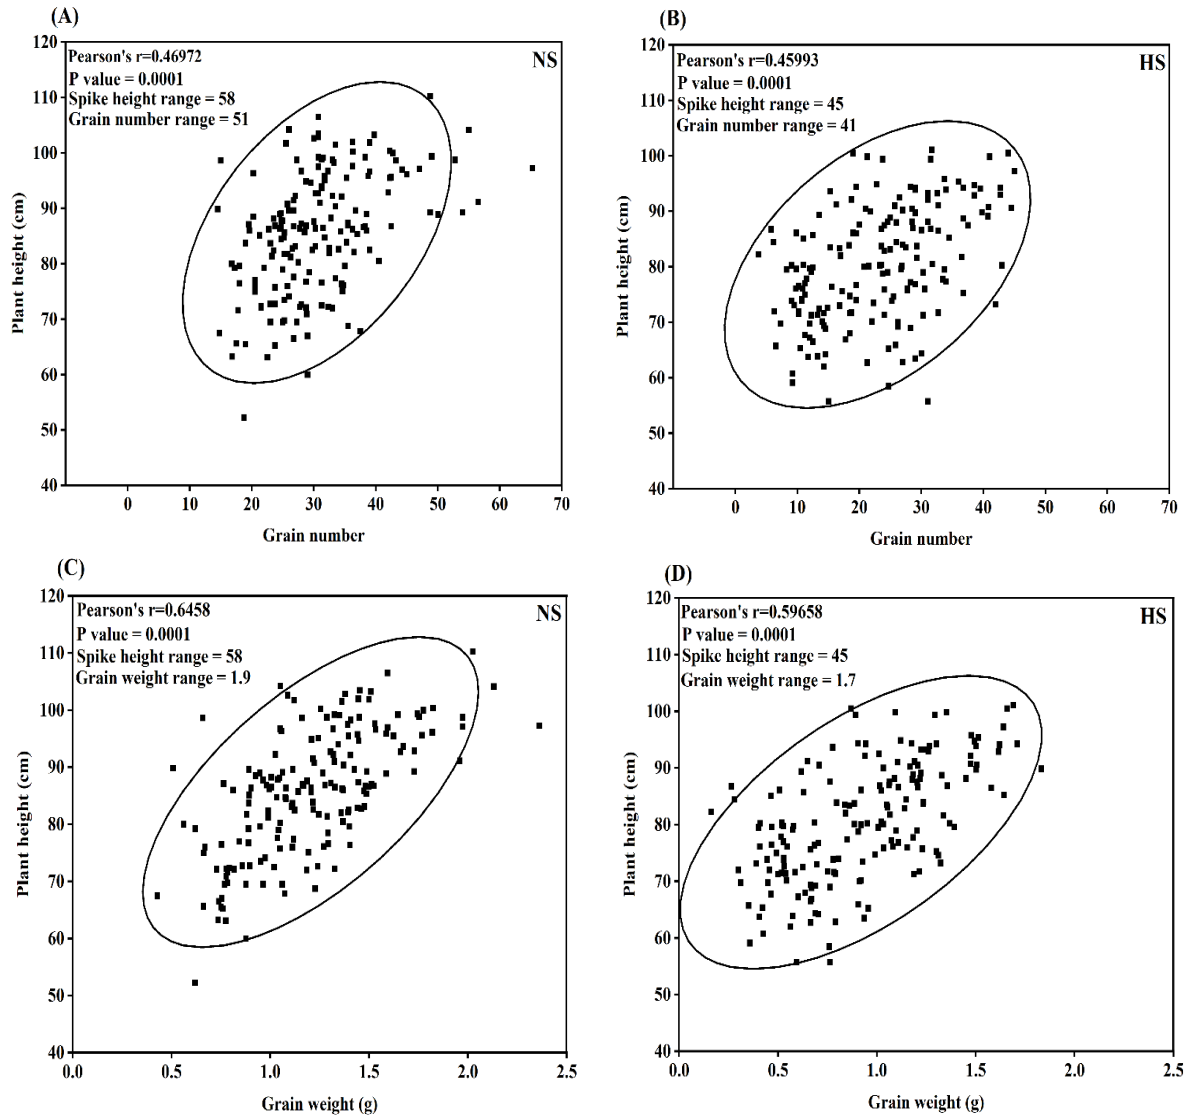 (A)
120
110
100
90
80
70
60
50
40
Plant height (cm)
Pearson's r=0.46972
P value = 0.0001
Spike height range = 58
Grain number range = 51
NS
0
10
20
30
40
50
60
70
Grain number
(B)
120
110
100
90
80
70
60
50
40
Plant height (cm)
Pearson's r=0.45993
P value = 0.0001
Spike height range = 45
Grain number range = 41
HS
0
10
20
30
40
50
60
70
Grain number
(C)
120
110
100
90
80
70
60
50
40
Plant height (cm)
Pearson's r=0.6458
P value = 0.0001
Spike height range = 58
Grain weight range = 1.9
NS
0.0
0.5
1.0
1.5
2.0
2.5
Grain weight (g)
(D)
120
110
100
90
80
70
60
50
40
Plant height (cm)
Pearson's r=0.59658
P value = 0.0001
Spike height range = 45
Grain weight range = 1.7
HS
0.0
0.5
1.0
1.5
2.0
2.5
Grain weight (g)